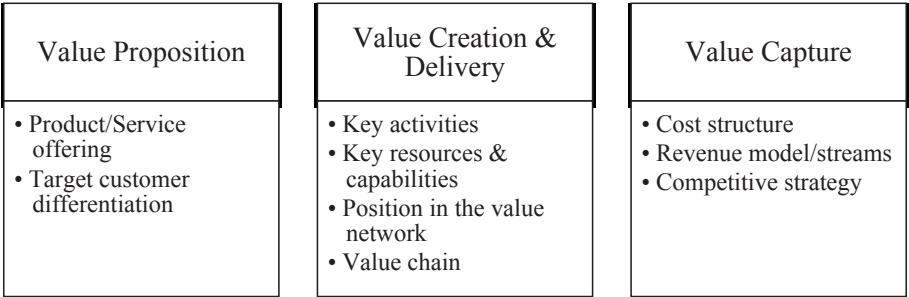 Value Proposition
• Product/Service
offering
• Target customer
differentiation
Value Creation &
Delivery
• Key activities
• Key resources &
capabilities
• Position in the value
network
• Value chain
Value Capture
• Cost structure
• Revenue model/streams
• Competitive strategy